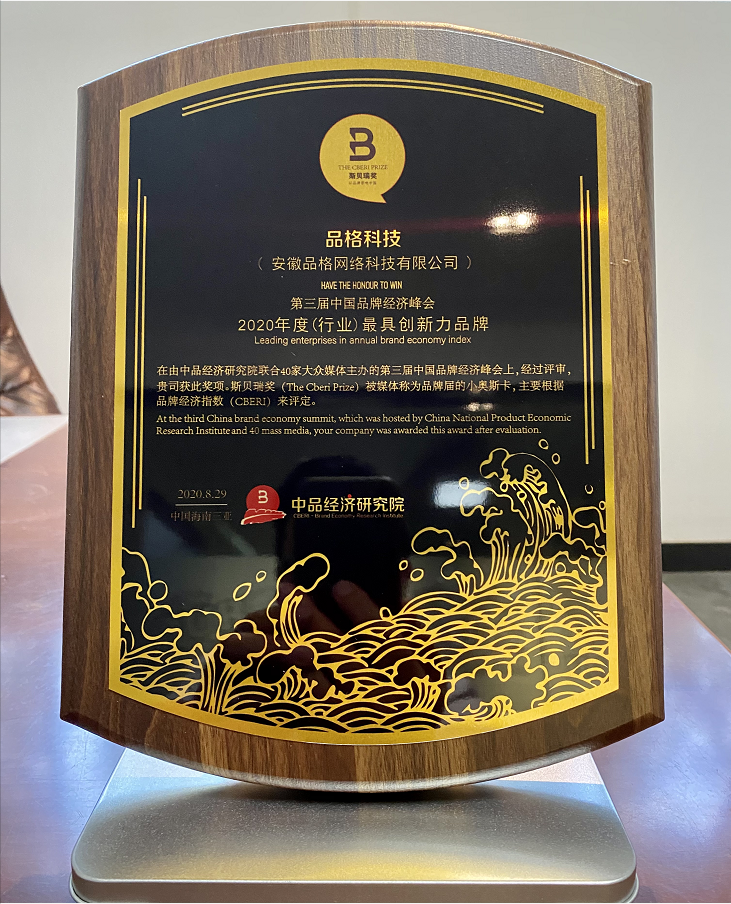 B
THE CBERI PRIZE
斯贝瑞奖
品格科技
（ 安徽品格网络科技有限公司 ）
HAVE THE HONOUR TO WIN
第三届中国品牌经济峰会
2020年度(行业)最具创新力品牌
Leading enterprises in annual brand economy index
在由中品经济研究院联合40家大众媒体主办的第三届中国品牌经济峰会上，经过评审，
贵司获此奖项。斯贝瑞奖（The Cberi Prize）被媒体称为品牌届的小奥斯卡，主要根据
品牌经济指数（CBERI）来评定。
At the third China brand economy summit, which was hosted by China National Product Economic
Research Institute and 40 mass media, your company was awarded this award after evaluation.
2020.8.29
中国海南三亚
B
中品经济研究院
CBERI - Brand Economy Research Institute